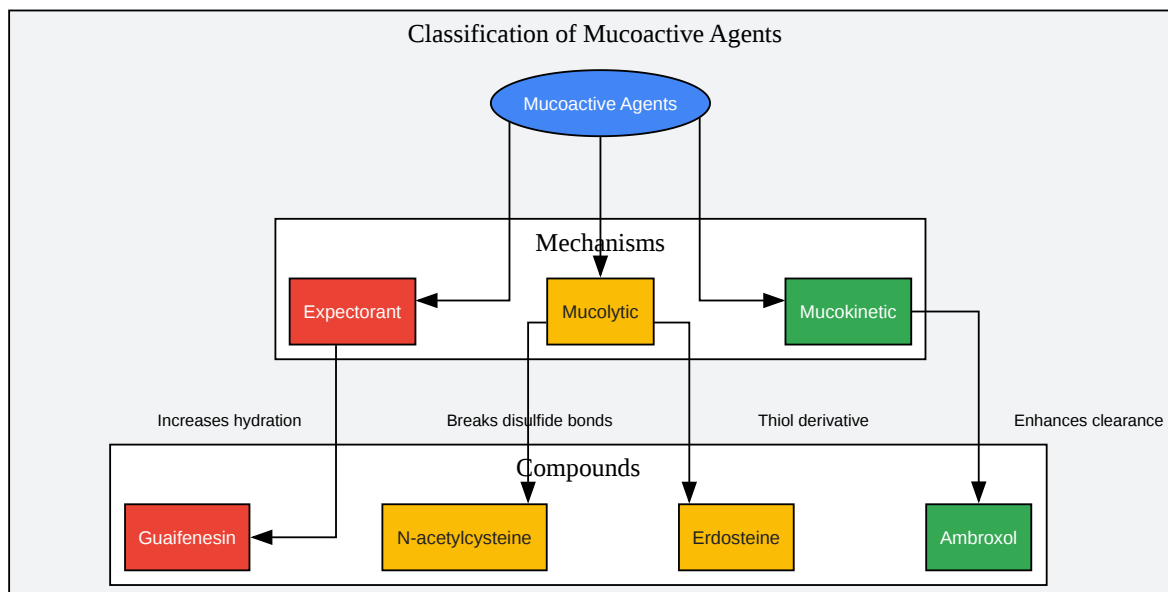 Classification of Mucoactive Agents
Mucoactive Agents
Mechanisms
Expectorant
Mucolytic
Mucokinetic
Increases hydration
Breaks disulfide bonds
Thiol derivative
Enhances clearance
Compounds
Guaifenesin
N-acetylcysteine
Erdosteine
Ambroxol